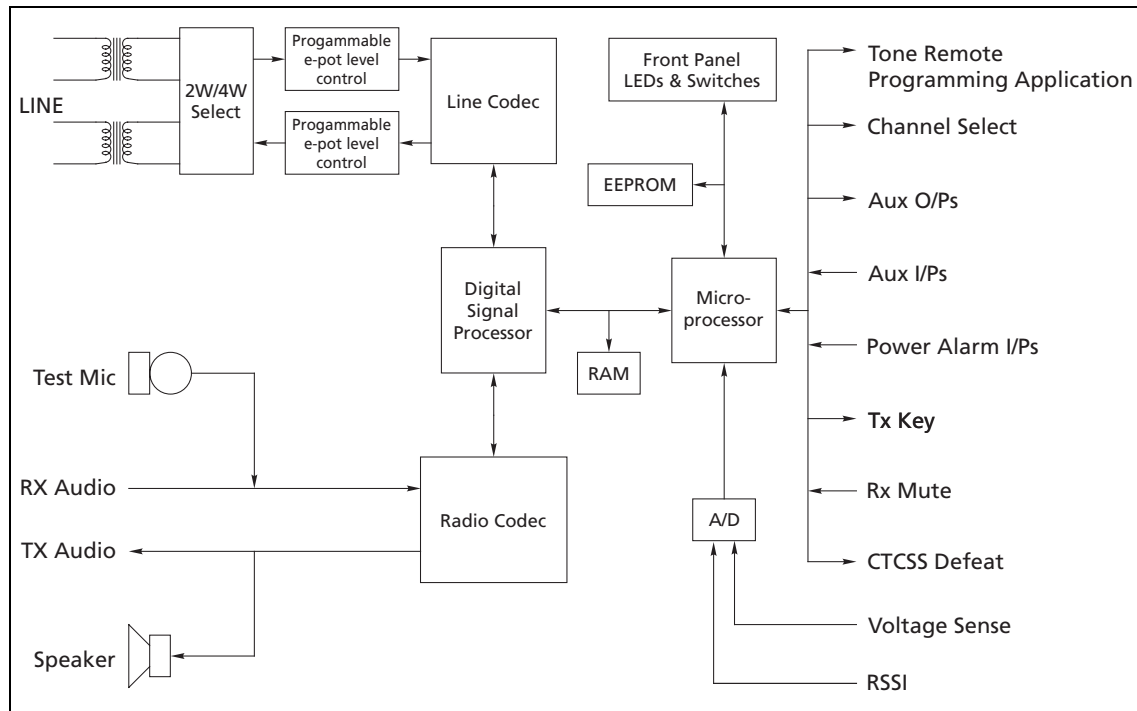 LINE
2W/4W
Select
Progammable
e-pot level
control
Progammable
e-pot level
control
Line Codec
Digital
Signal
Processor
Test Mic
RX Audio
TX Audio
Speaker
Radio Codec
Front Panel
LEDs & Switches
EEPROM
Micro-
processor
RAM
A/D
Tone Remote
Programming Application
Channel Select
Aux O/Ps
Aux I/Ps
Power Alarm I/Ps
Tx Key
Rx Mute
CTCSS Defeat
Voltage Sense
RSSI